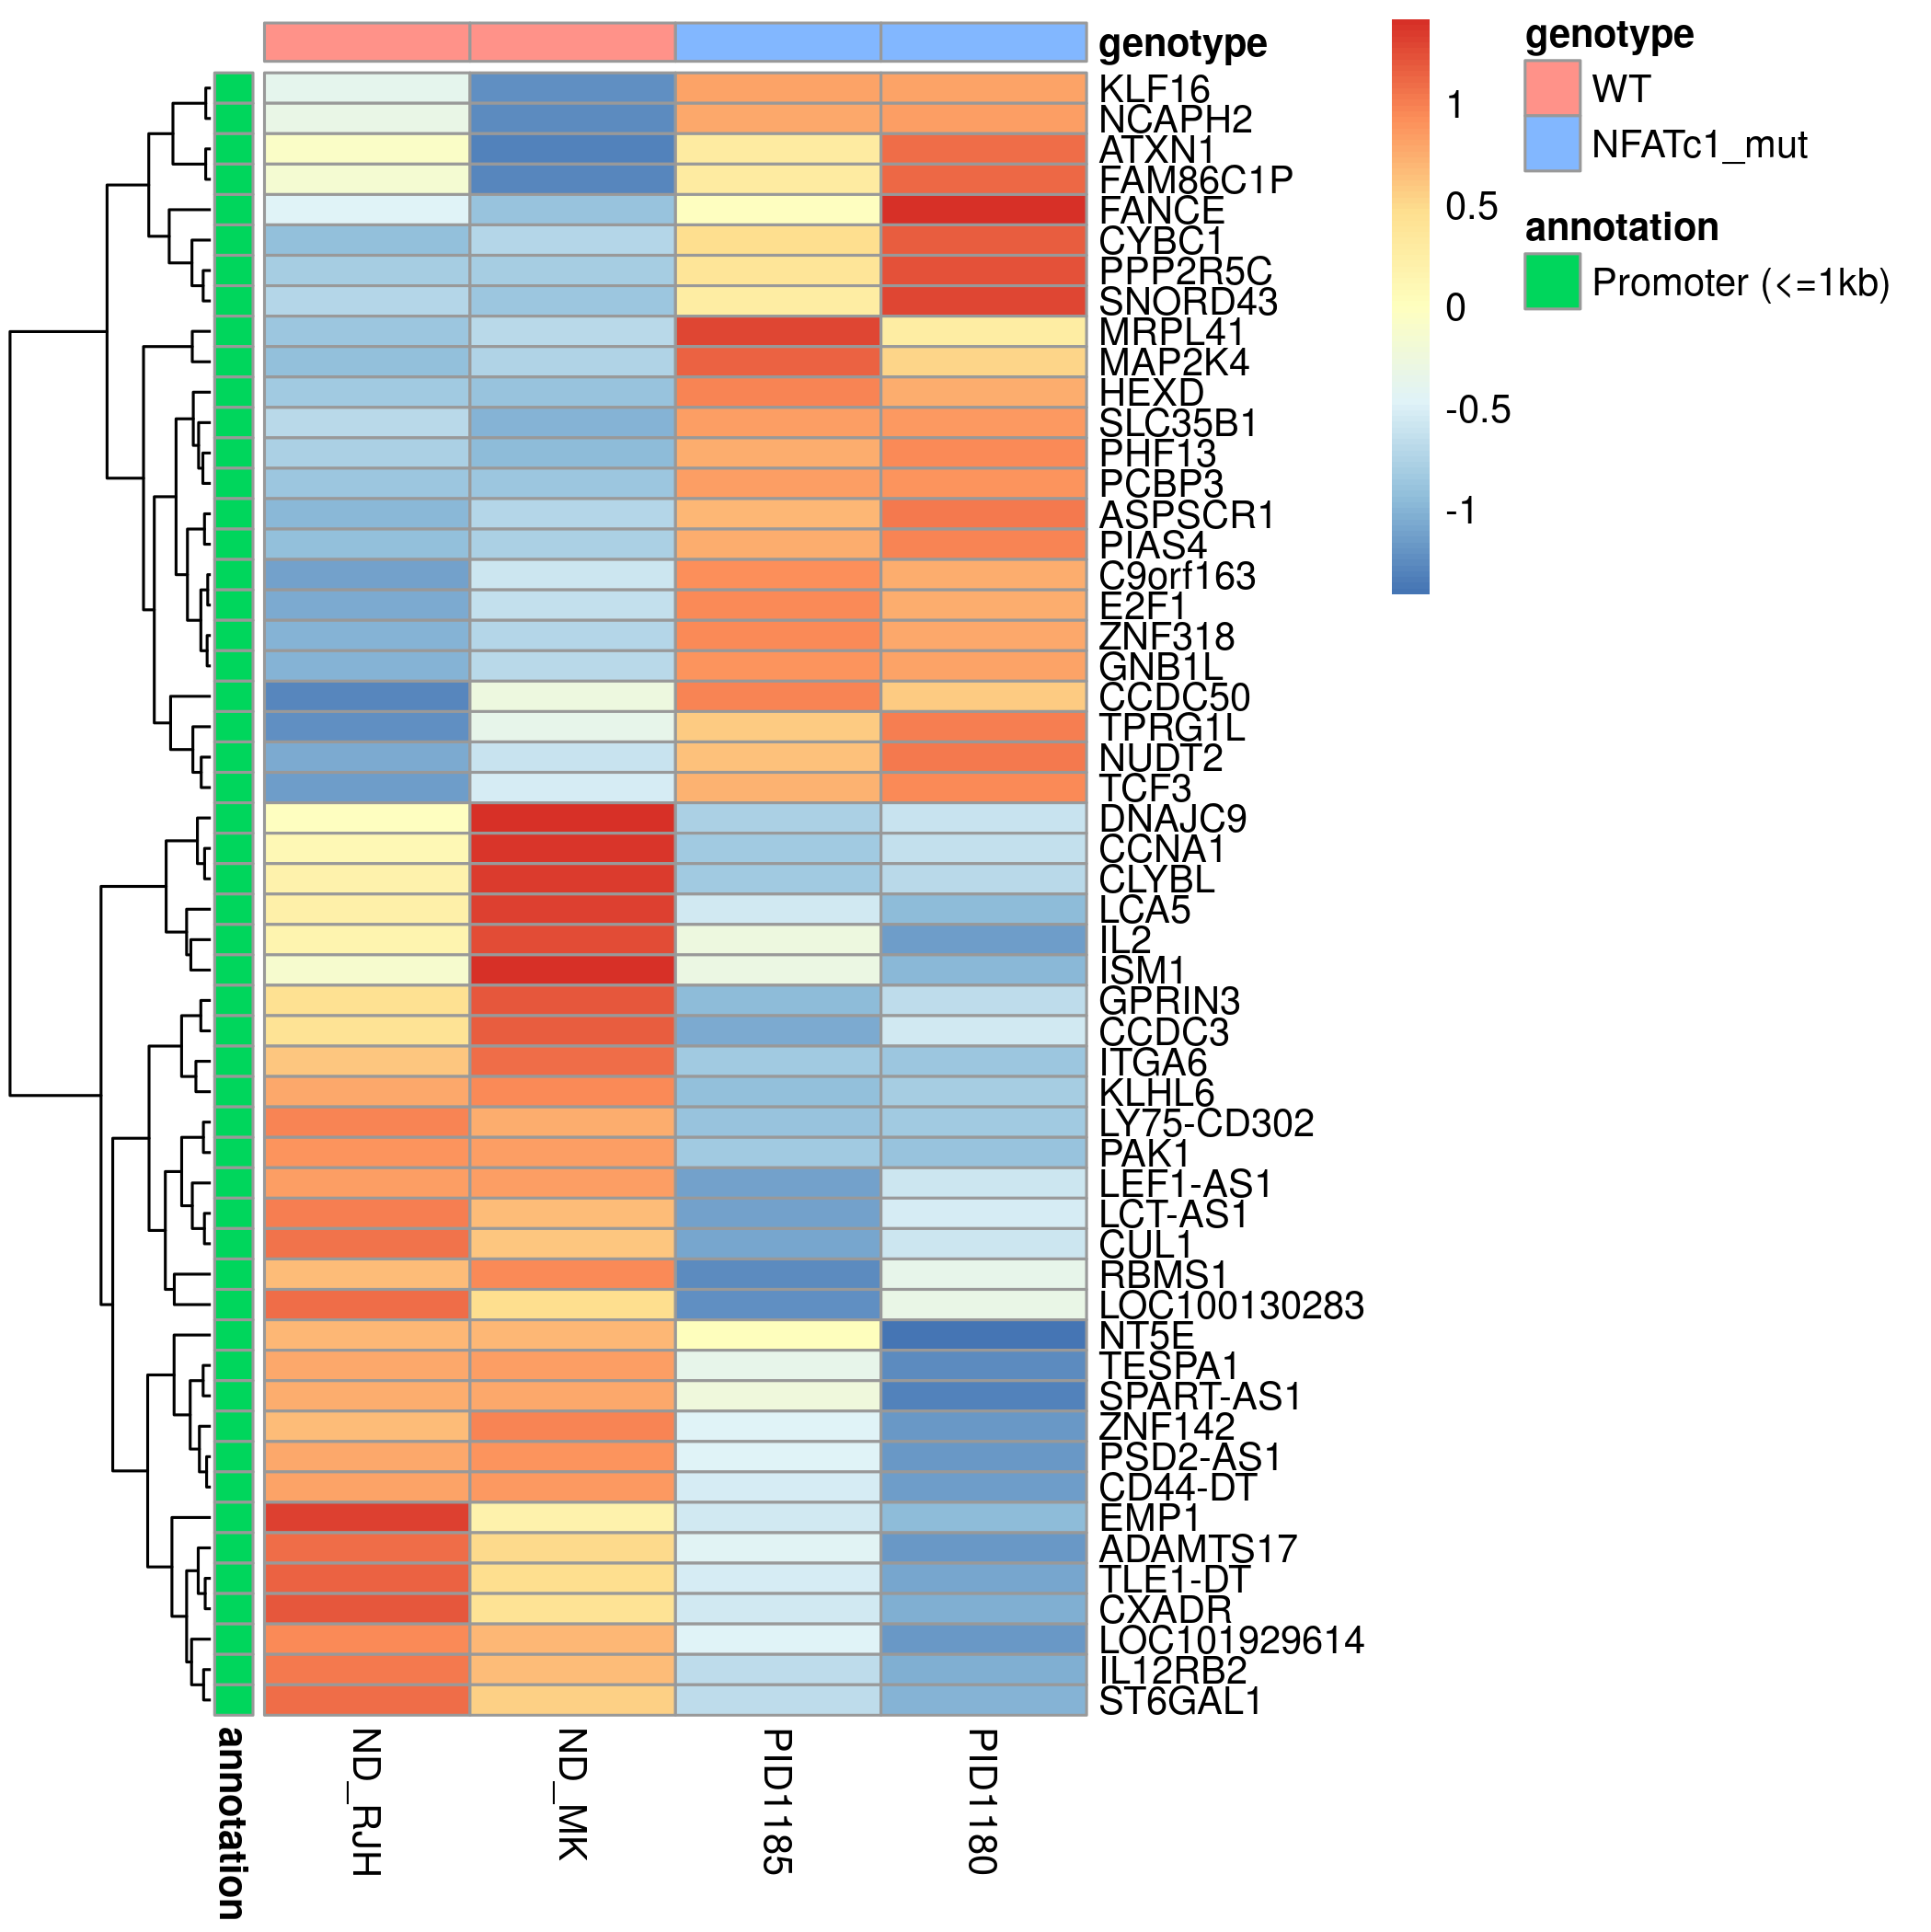 genotype
KLF16
NCAPH2
ATXN1
FAM86C1P
FANCE
CYBC1
PPP2R5C
SNORD43
MRPL41
MAP2K4
HEXD
SLC35B1
PHF13
PCBP3
ASPSCR1
PIAS4
C9orf163
E2F1
ZNF318
GNB1L
CCDC50
TPRG1L
NUDT2
TCF3
DNAJC9
CCNA1
CLYBL
LCA5
IL2
ISM1
GPRIN3
CCDC3
ITGA6
KLHL6
LY75-CD302
PAK1
LEF1-AS1
LCT-AS1
CUL1
RBMS1
LOC100130283
NT5E
TESPA1
SPART-AS1
ZNF142
PSD2-AS1
CD44-DT
EMP1
ADAMTS17
TLE1-DT
CXADR
LOC101929614
IL12RB2
ST6GAL1
annotation
ND_RJH
ND_MK
PID1185
PID1180
1
0.5
0
-0.5
-1
genotype
WT
NFATc1_mut
annotation
Promoter (<=1kb)